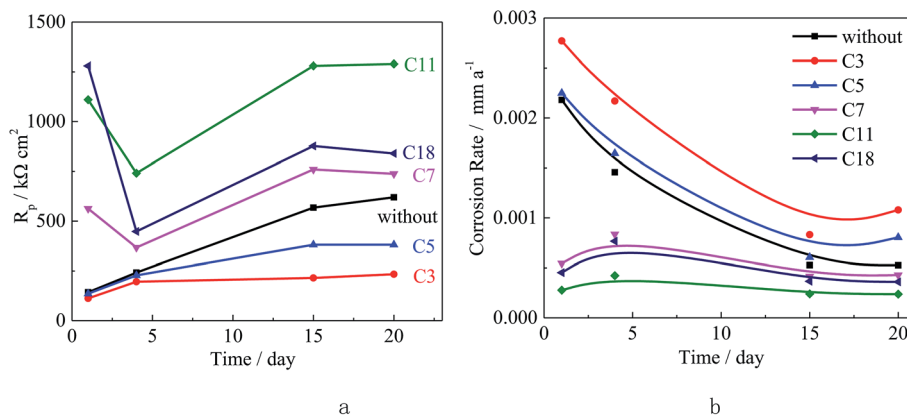 a.
1500
1000
500
0
R_p / kΩ cm²
0 5 10 15 20
Time / day
C11
C18
C7
without
C5
C3
b.
0.003
0.002
0.001
0.000
Corrosion Rate / mm a⁻¹
0 5 10 15 20
Time / day
without
C3
C5
C7
C11
C18
a
b